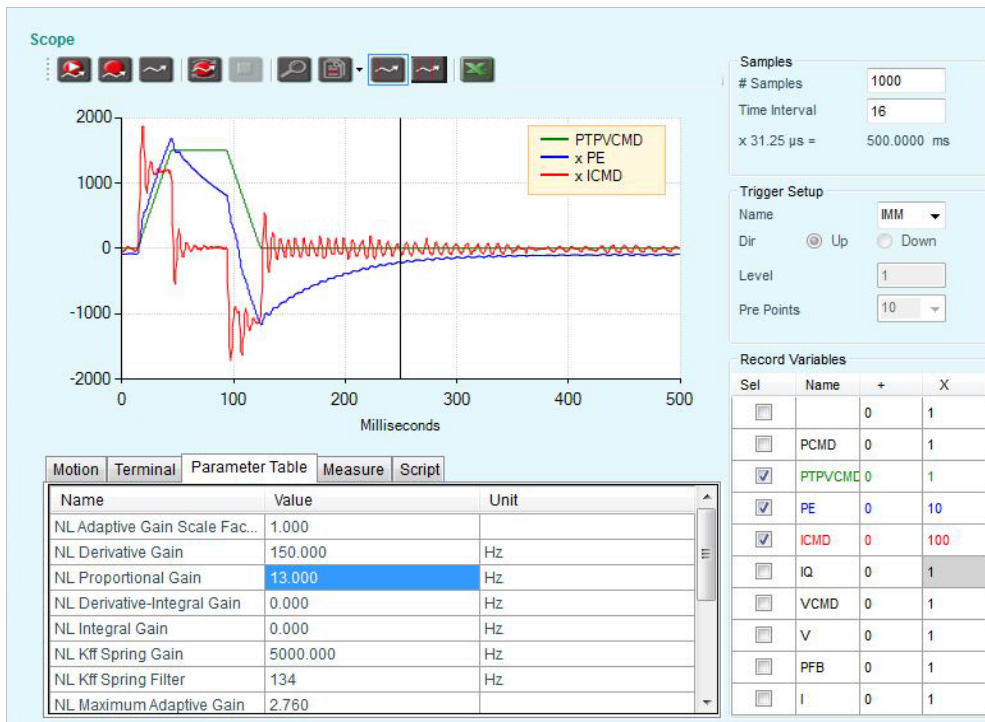 Scope
2000
1000
0
-1000
-2000
PTPVCMD
x PE
x ICMD
0 100 200 300 400 500
Milliseconds
Motion Terminal Parameter Table Measure Script
Name Value Unit
NL Adaptive Gain Scale Fac... 1.000
NL Derivative Gain 150.000 Hz
NL Proportional Gain 13.000 Hz
NL Derivative-Integral Gain 0.000 Hz
NL Integral Gain 0.000 Hz
NL Kff Spring Gain 5000.000 Hz
NL Kff Spring Filter 134 Hz
NL Maximum Adaptive Gain 2.760
Samples
# Samples 1000
Time Interval 16
x 31.25 µs = 500.0000 ms
Trigger Setup
Name IMM
Dir Up Down
Level 1
Pre Points 10
Record Variables
Sel Name + X
0 1
PCMD 0 1
PTPVCMD 0 1
PE 0 10
ICMD 0 100
IQ 0 1
VCMD 0 1
V 0 1
PFB 0 1
I 0 1